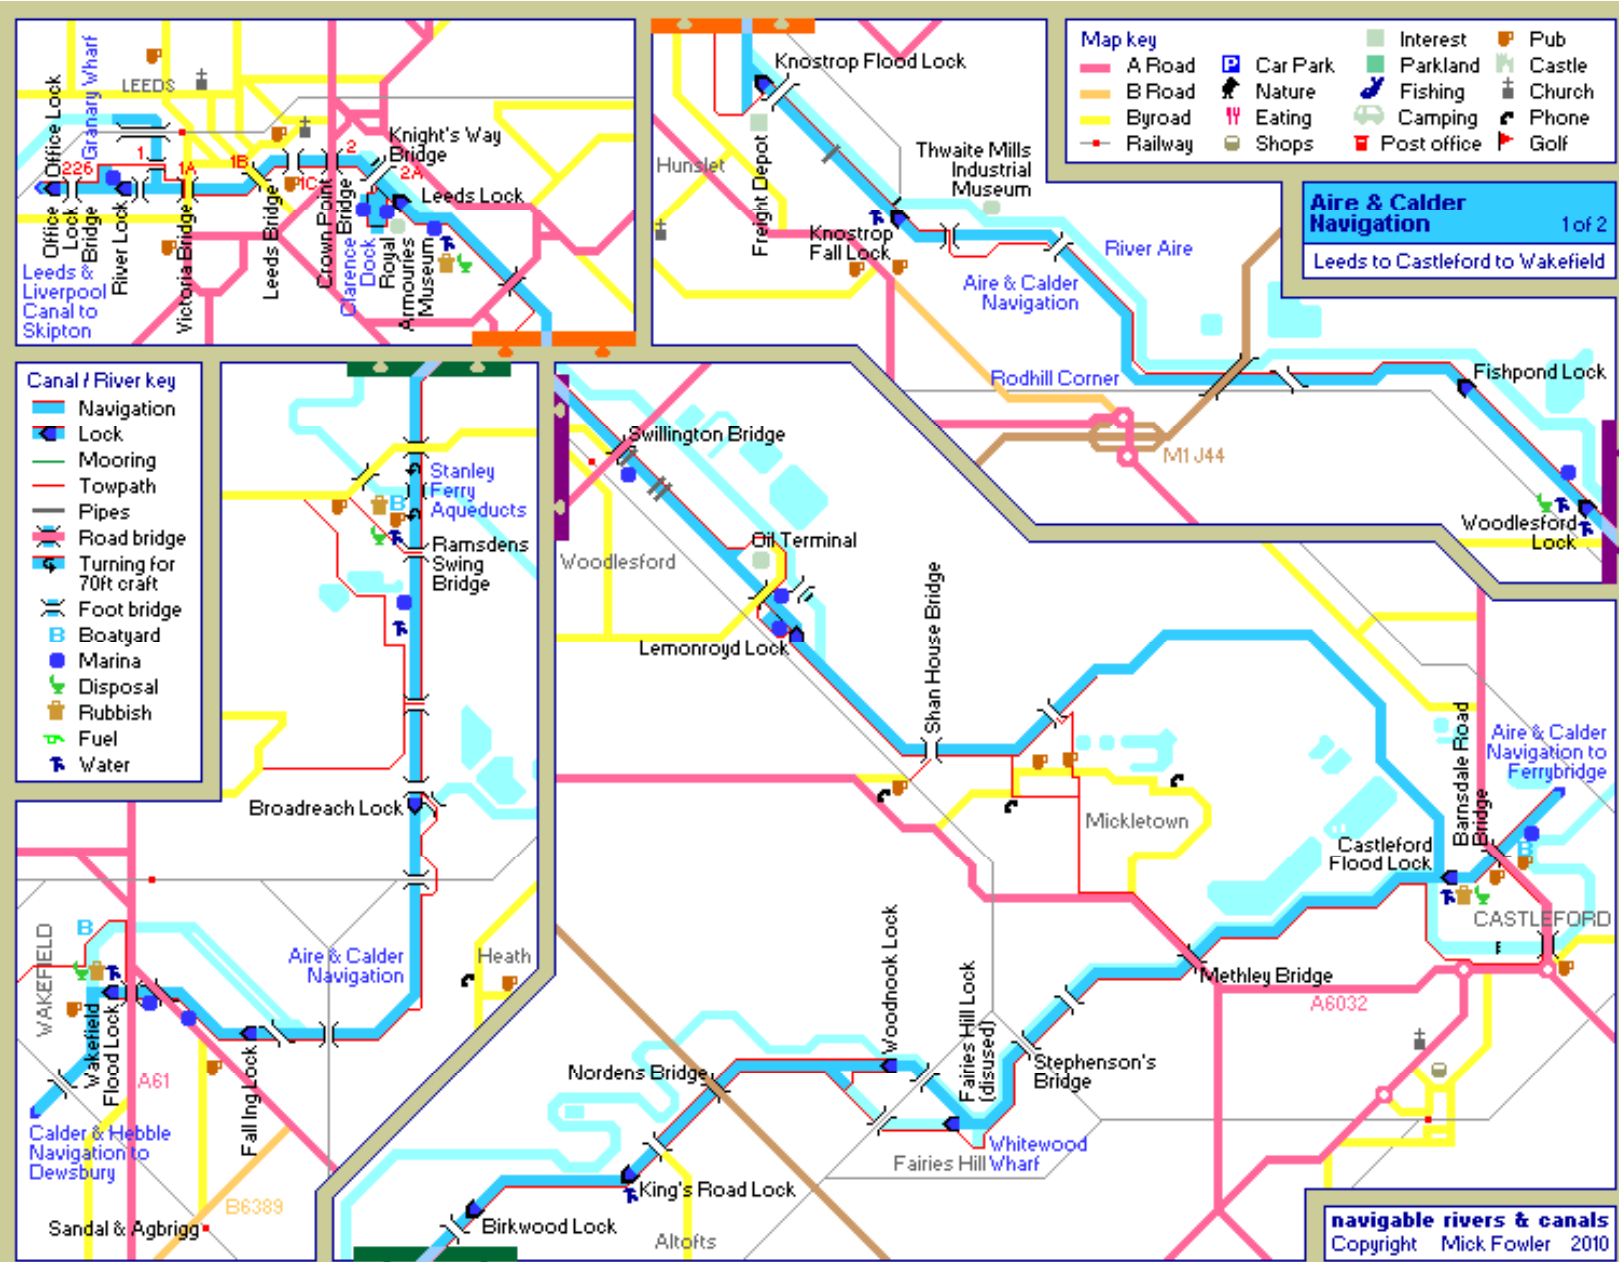 LEEDS
Office Lock
Granary Wharf
226
1
1A
1B
1C
2
2A
Knight's Way
Bridge
Leeds Lock
Office
Lock
Bridge
River Lock
Victoria Bridge
Leeds Bridge
Crown Point
Bridge
Clarence
Dock
Royal
Armouries
Museum
Leeds &
Liverpool
Canal to
Skipton
Knostrop Flood Lock
Hunslet
Freight Depot
Thwaite Mills
Industrial
Museum
Knostrop
Fall Lock
River Aire
Aire & Calder
Navigation
Rodhill Corner
M1 J44
Fishpond Lock
Woodlesford
Lock
Map key
A Road
B Road
Byroad
Railway
Car Park
Nature
Eating
Shops
Interest
Parkland
Fishing
Camping
Post office
Pub
Castle
Church
Phone
Golf
Aire & Calder
Navigation
1 of 2
Leeds to Castleford to Wakefield
Canal / River key
Navigation
Lock
Mooring
Towpath
Pipes
Road bridge
Turning for
70ft craft
Foot bridge
B Boatyard
Marina
Disposal
Rubbish
Fuel
Water
Stanley
Ferry
Aqueducts
B
Ramsdens
Swing
Bridge
Broadreach Lock
Aire & Calder
Navigation
Heath
WAKEFIELD
B
Wakefield
Flood Lock
A61
Fall Ing Lock
Calder & Hebble
Navigation to
Dewsbury
B6389
Sandal & Agbrigg
Swillington Bridge
Woodlesford
Oil Terminal
Lemonroyd Lock
Shan House Bridge
Mickletown
Castleford
Flood Lock
Barnsdale Road
Bridge
Aire & Calder
Navigation to
Ferrybridge
B
CASTLEFORD
Methley Bridge
A6032
Woodnook Lock
Fairies Hill Lock
(disused)
Stephenson's
Bridge
Nordens Bridge
Whitewood
Wharf
Fairies Hill
King's Road Lock
Birkwood Lock
Altofts
navigable rivers & canals
Copyright Mick Fowler 2010